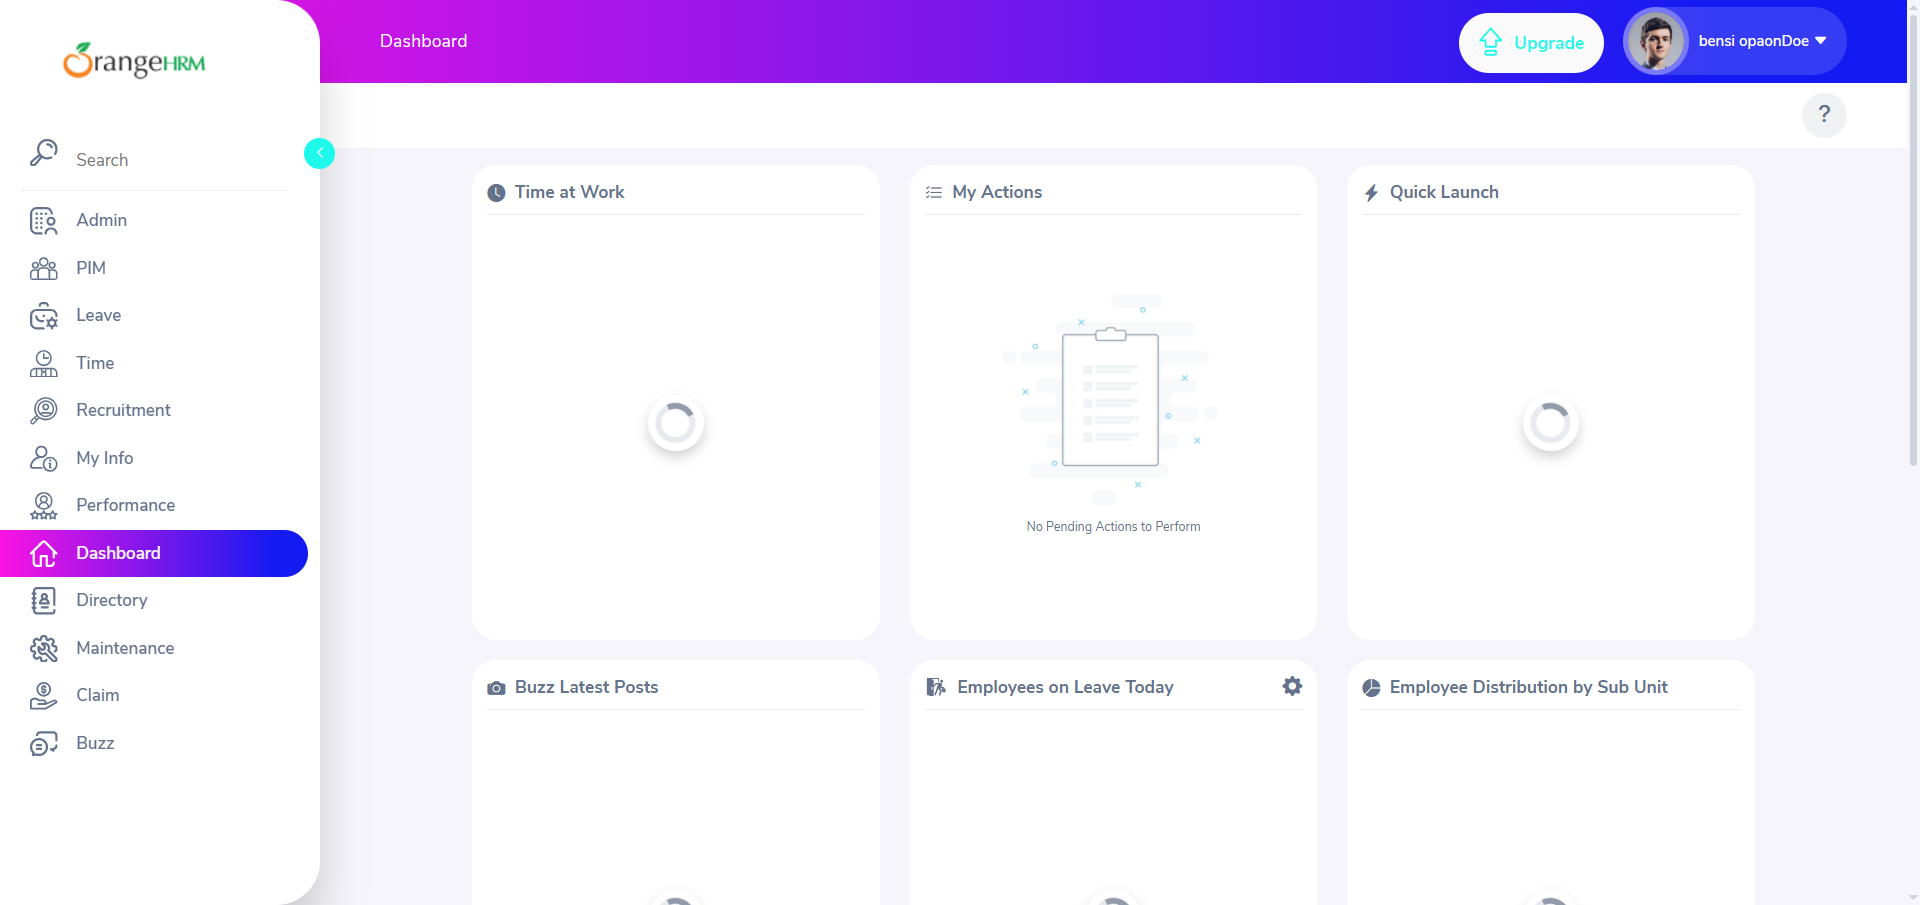 OrangeHRM
Dashboard
Upgrade
bensi opaonDoe
?
Search
Admin
PIM
Leave
Time
Recruitment
My Info
Performance
Dashboard
Directory
Maintenance
Claim
Buzz
Time at Work
My Actions
No Pending Actions to Perform
Quick Launch
Buzz Latest Posts
Employees on Leave Today
Employee Distribution by Sub Unit